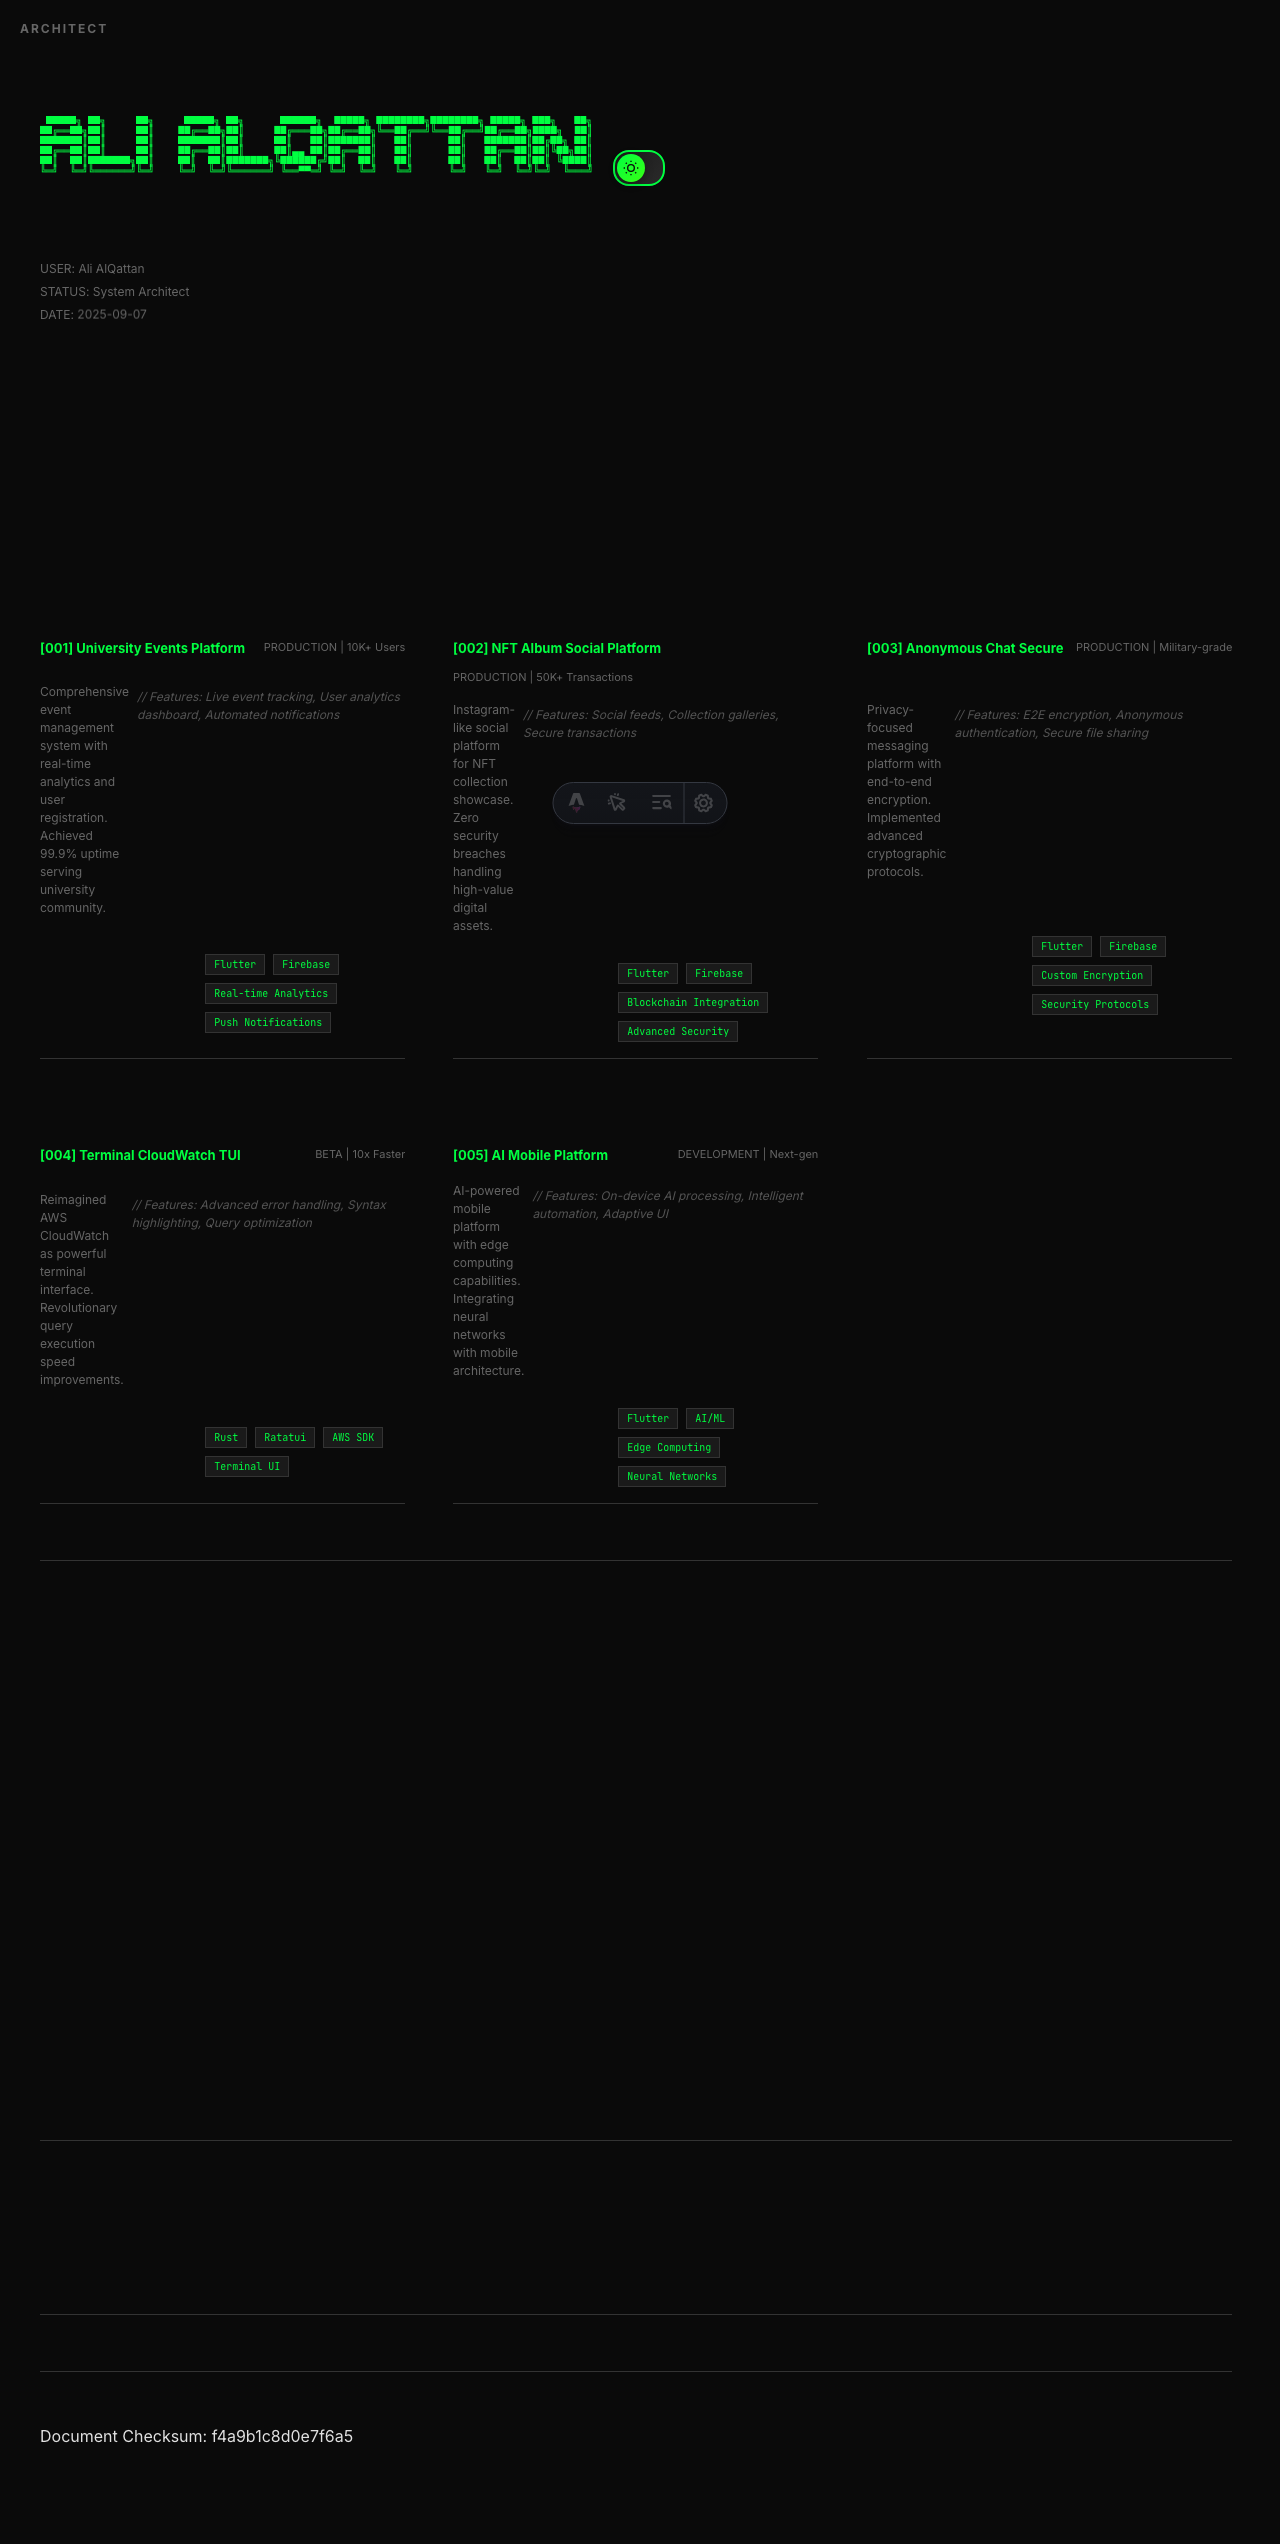 ARCHITECT
ALI ALQATTAN
USER: Ali AlQattan
STATUS: System Architect
DATE: 2025-09-07
[001] University Events Platform
PRODUCTION | 10K+ Users
Comprehensive
event
management
system with
real-time
analytics and
user
registration.
Achieved
99.9% uptime
serving
university
community.
// Features: Live event tracking, User analytics
dashboard, Automated notifications
Flutter Firebase
Real-time Analytics
Push Notifications
[002] NFT Album Social Platform
PRODUCTION | 50K+ Transactions
Instagram-
like social
platform
for NFT
collection
showcase.
Zero
security
breaches
handling
high-value
digital
assets.
// Features: Social feeds, Collection galleries,
Secure transactions
Flutter Firebase
Blockchain Integration
Advanced Security
[003] Anonymous Chat Secure
PRODUCTION | Military-grade
Privacy-
focused
messaging
platform with
end-to-end
encryption.
Implemented
advanced
cryptographic
protocols.
// Features: E2E encryption, Anonymous
authentication, Secure file sharing
Flutter Firebase
Custom Encryption
Security Protocols
[004] Terminal CloudWatch TUI
BETA | 10x Faster
Reimagined
AWS
CloudWatch
as powerful
terminal
interface.
Revolutionary
query
execution
speed
improvements.
// Features: Advanced error handling, Syntax
highlighting, Query optimization
Rust Ratatui AWS SDK
Terminal UI
[005] AI Mobile Platform
DEVELOPMENT | Next-gen
AI-powered
mobile
platform
with edge
computing
capabilities.
Integrating
neural
networks
with mobile
architecture.
// Features: On-device AI processing, Intelligent
automation, Adaptive UI
Flutter AI/ML
Edge Computing
Neural Networks
Document Checksum: f4a9b1c8d0e7f6a5